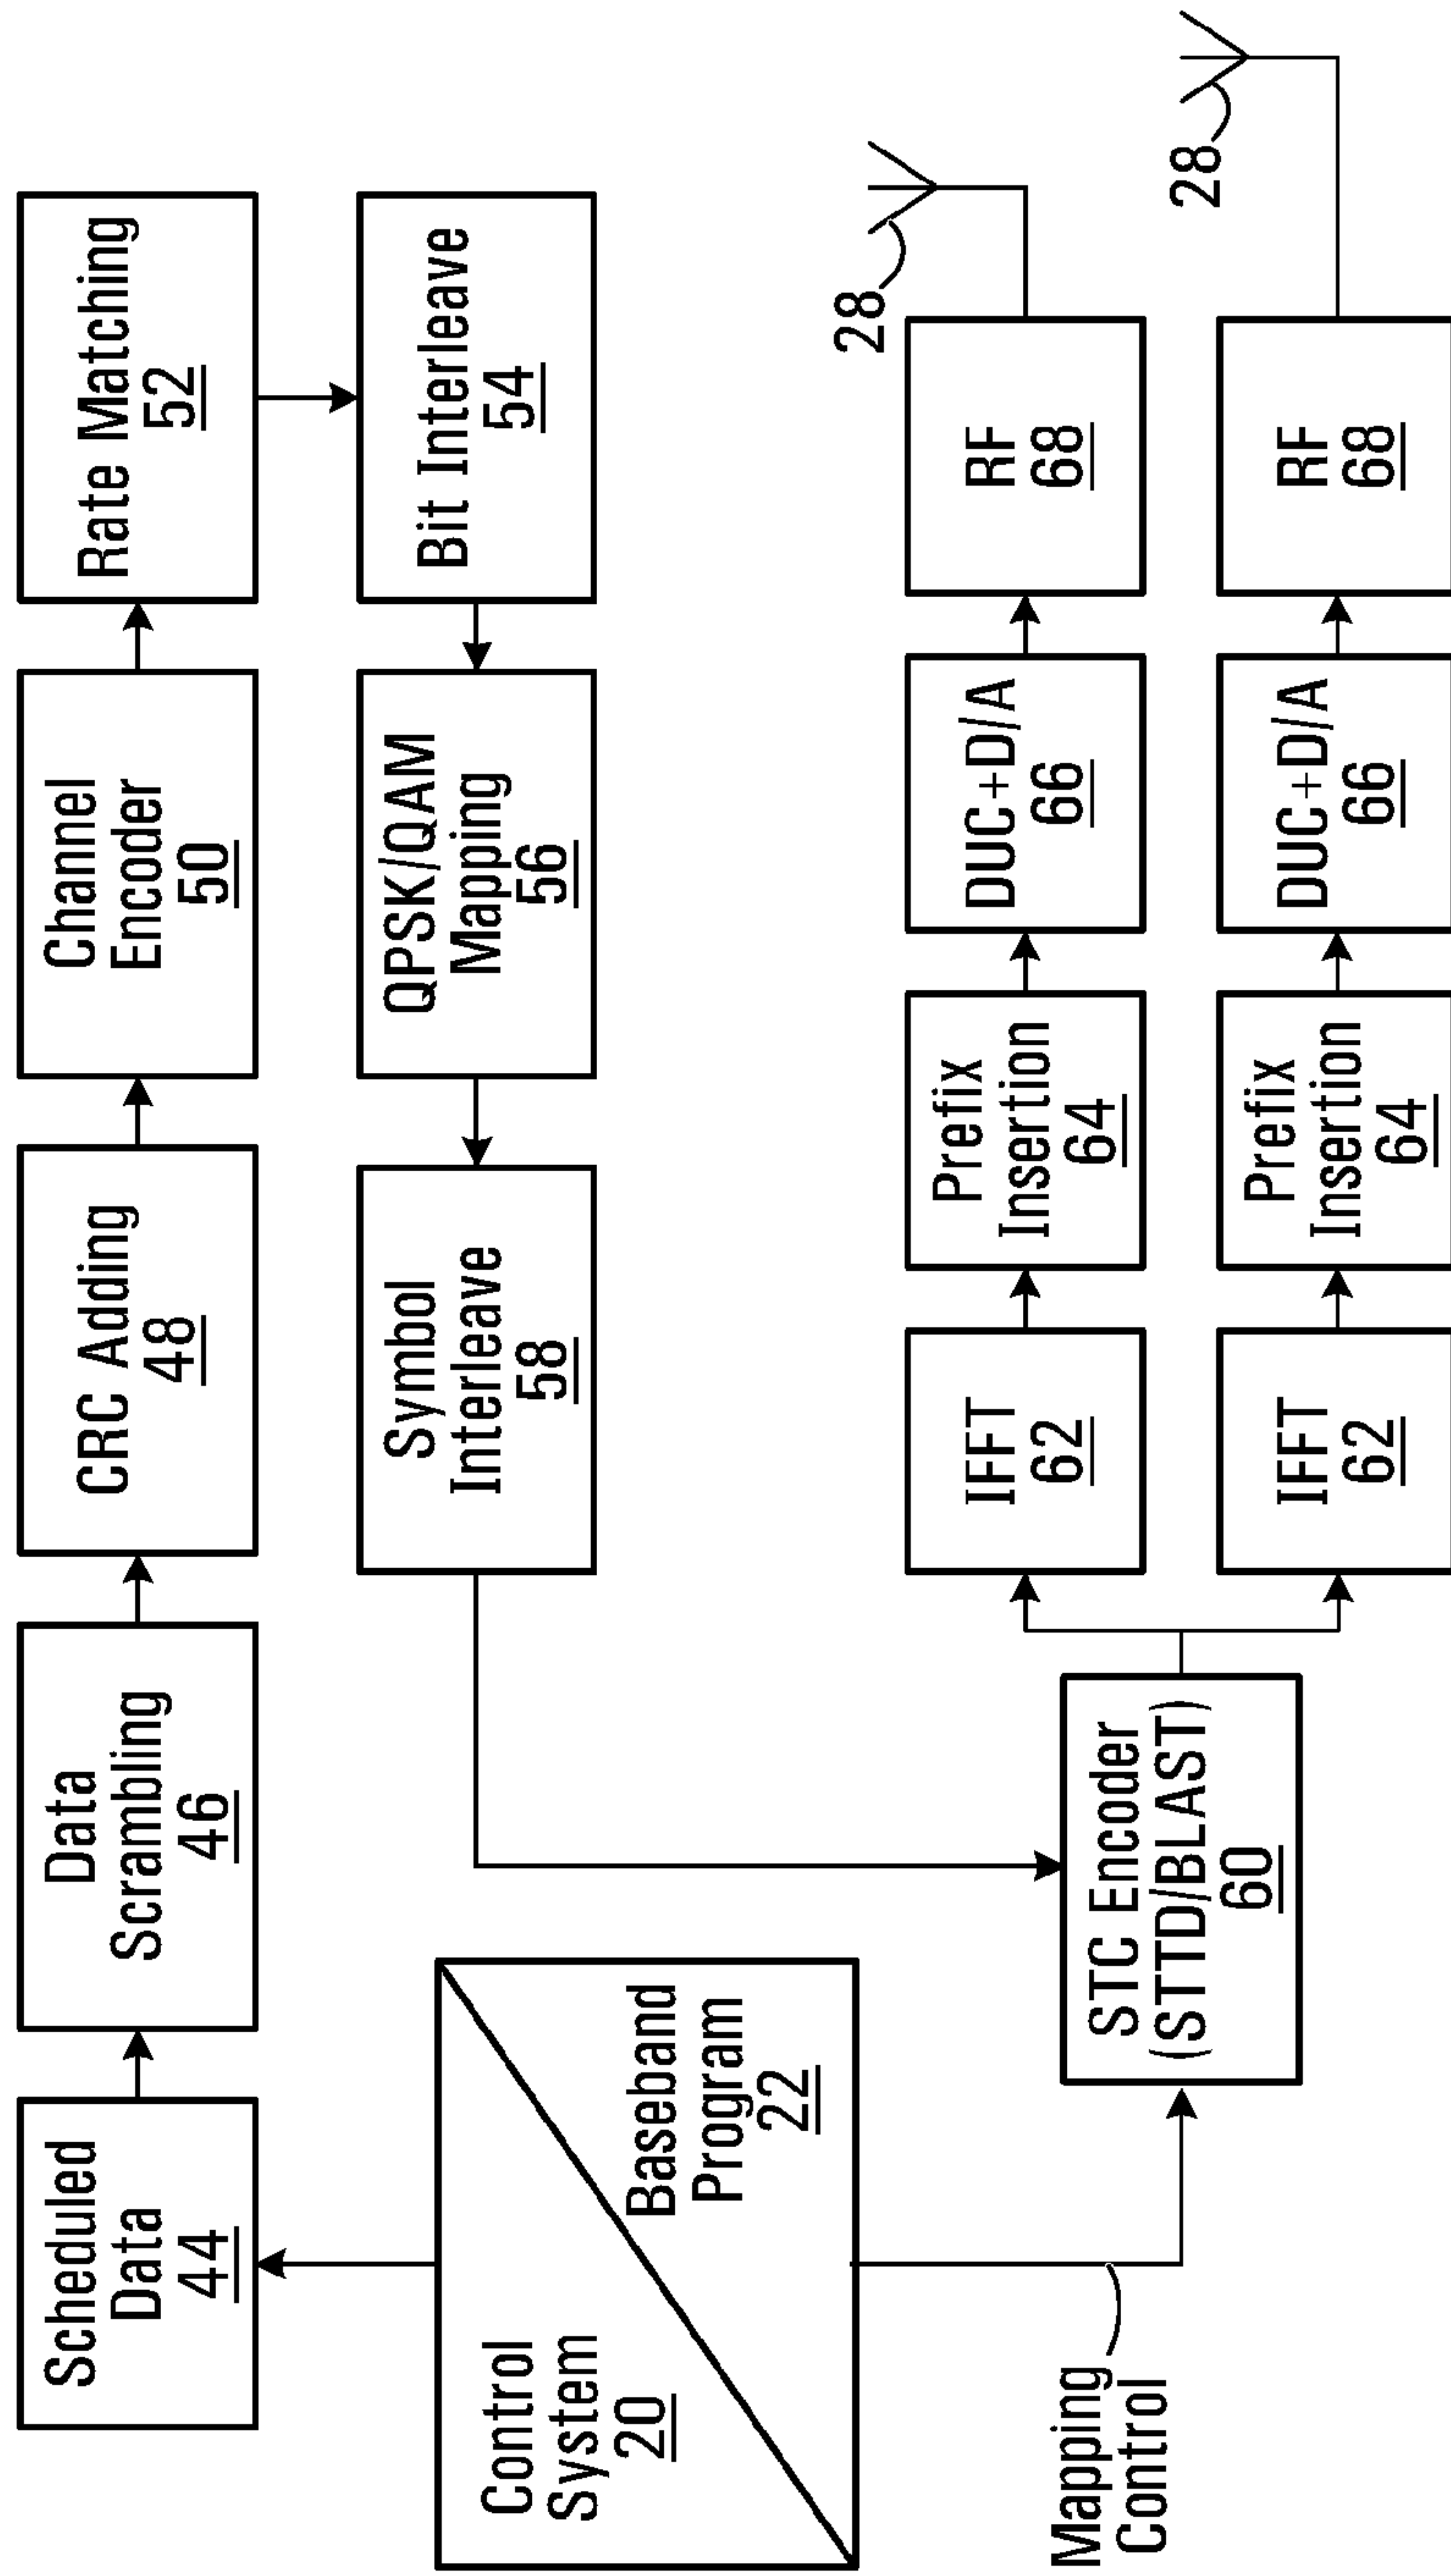 Scheduled
Data
44
Data
Scrambling
46
CRC Adding
48
Channel
Encoder
50
Rate Matching
52
Control
System
20
Baseband
Program
22
Symbol
Interleave
58
QPSK/QAM
Mapping
56
Bit Interleave
54
Mapping
Control
STC Encoder
(STTD/BLAST)
60
IFFT
62
Prefix
Insertion
64
DUC+D/A
66
RF
68
28
IFFT
62
Prefix
Insertion
64
DUC+D/A
66
RF
68
28